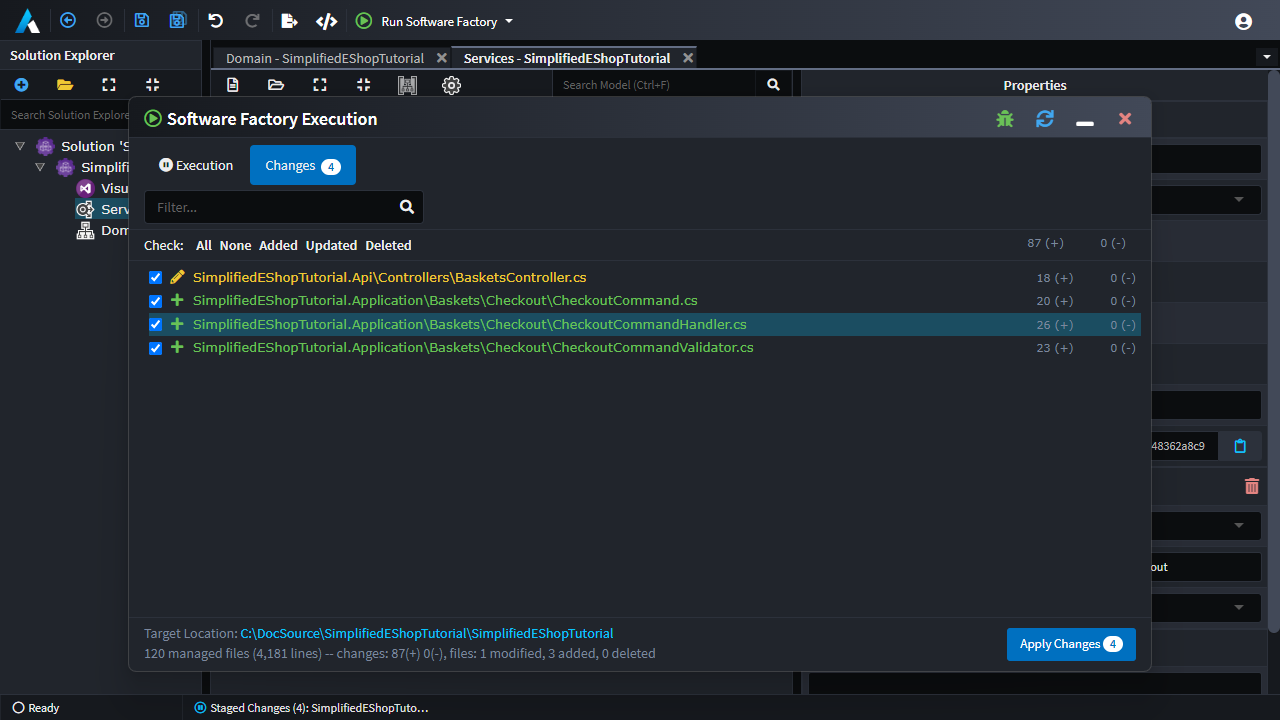 Run Software Factory
Solution Explorer
Domain - SimplifiedEShopTutorial
Services - SimplifiedEShopTutorial
Search Model (Ctrl+F)
Properties
Search Solution Explore
Solution 'S
Simplifi
Visu
Serv
Dom
Software Factory Execution
Execution
Changes 4
Filter...
Check: All None Added Updated Deleted 87 (+) 0 (-)
SimplifiedEShopTutorial.Api\Controllers\BasketsController.cs 18 (+) 0 (-)
SimplifiedEShopTutorial.Application\Baskets\Checkout\CheckoutCommand.cs 20 (+) 0 (-)
SimplifiedEShopTutorial.Application\Baskets\Checkout\CheckoutCommandHandler.cs 26 (+) 0 (-)
SimplifiedEShopTutorial.Application\Baskets\Checkout\CheckoutCommandValidator.cs 23 (+) 0 (-)
48362a8c9
out
Target Location: C:\DocSource\SimplifiedEShopTutorial\SimplifiedEShopTutorial
120 managed files (4,181 lines) -- changes: 87(+) 0(-), files: 1 modified, 3 added, 0 deleted
Apply Changes 4
Ready
Staged Changes (4): SimplifiedEShopTuto...